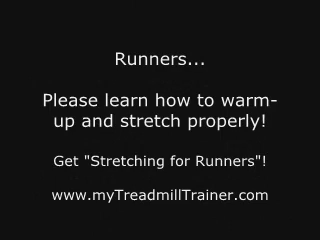 Runners...
Please learn how to warm-
up and stretch properly!
Get "Stretching for Runners"!
www.myTreadmillTrainer.com